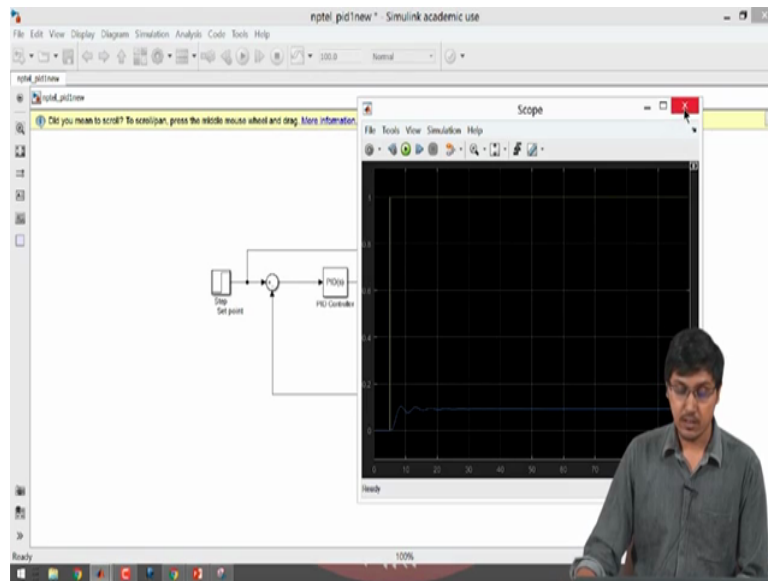 nptel_pid1new * - Simulink academic use
File Edit View Display Diagram Simulation Analysis Code Tools Help
100.0 Normal
nptel_pid1new
nptel_pid1new
Did you mean to scroll? To scroll/pan, press the middle mouse wheel and drag. More information.
Scope
File Tools View Simulation Help
1
0.8
0.6
0.4
0.2
0
0 10 20 30 40 50 60 70
Ready
Step
Set point
PID(s)
PID Controller
Ready
100%